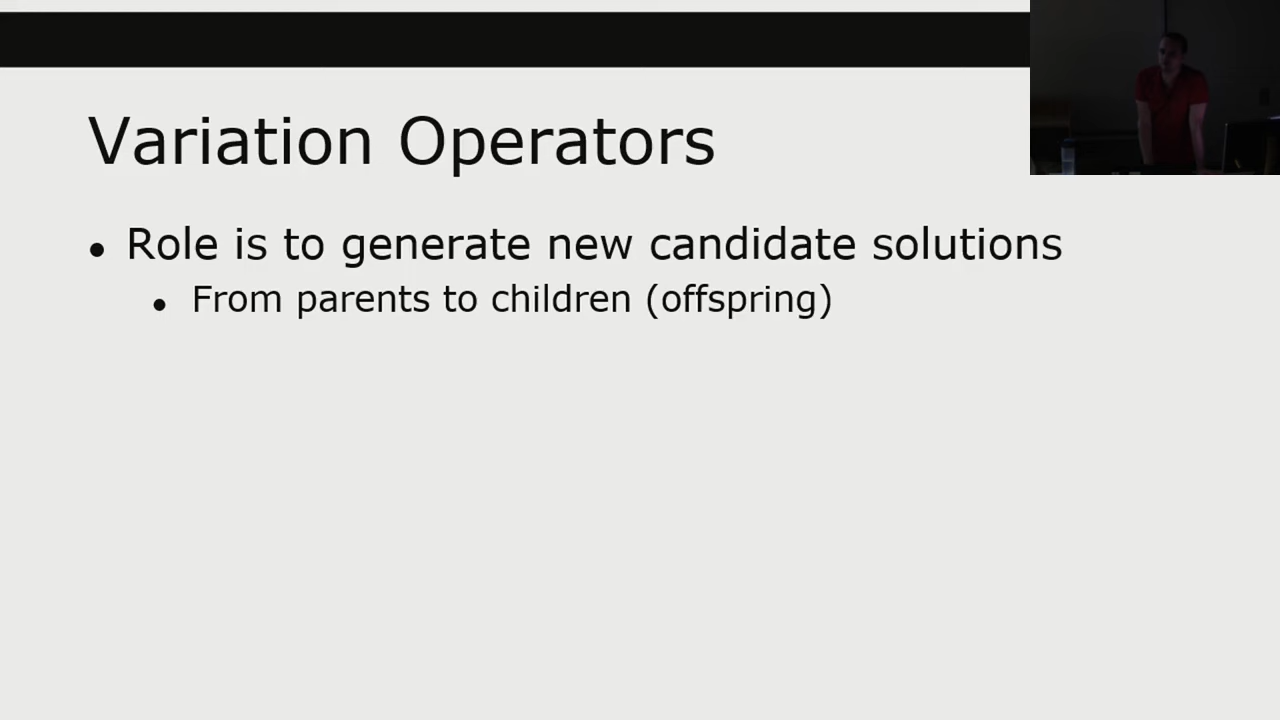 Variation Operators
● Role is to generate new candidate solutions
● From parents to children (offspring)